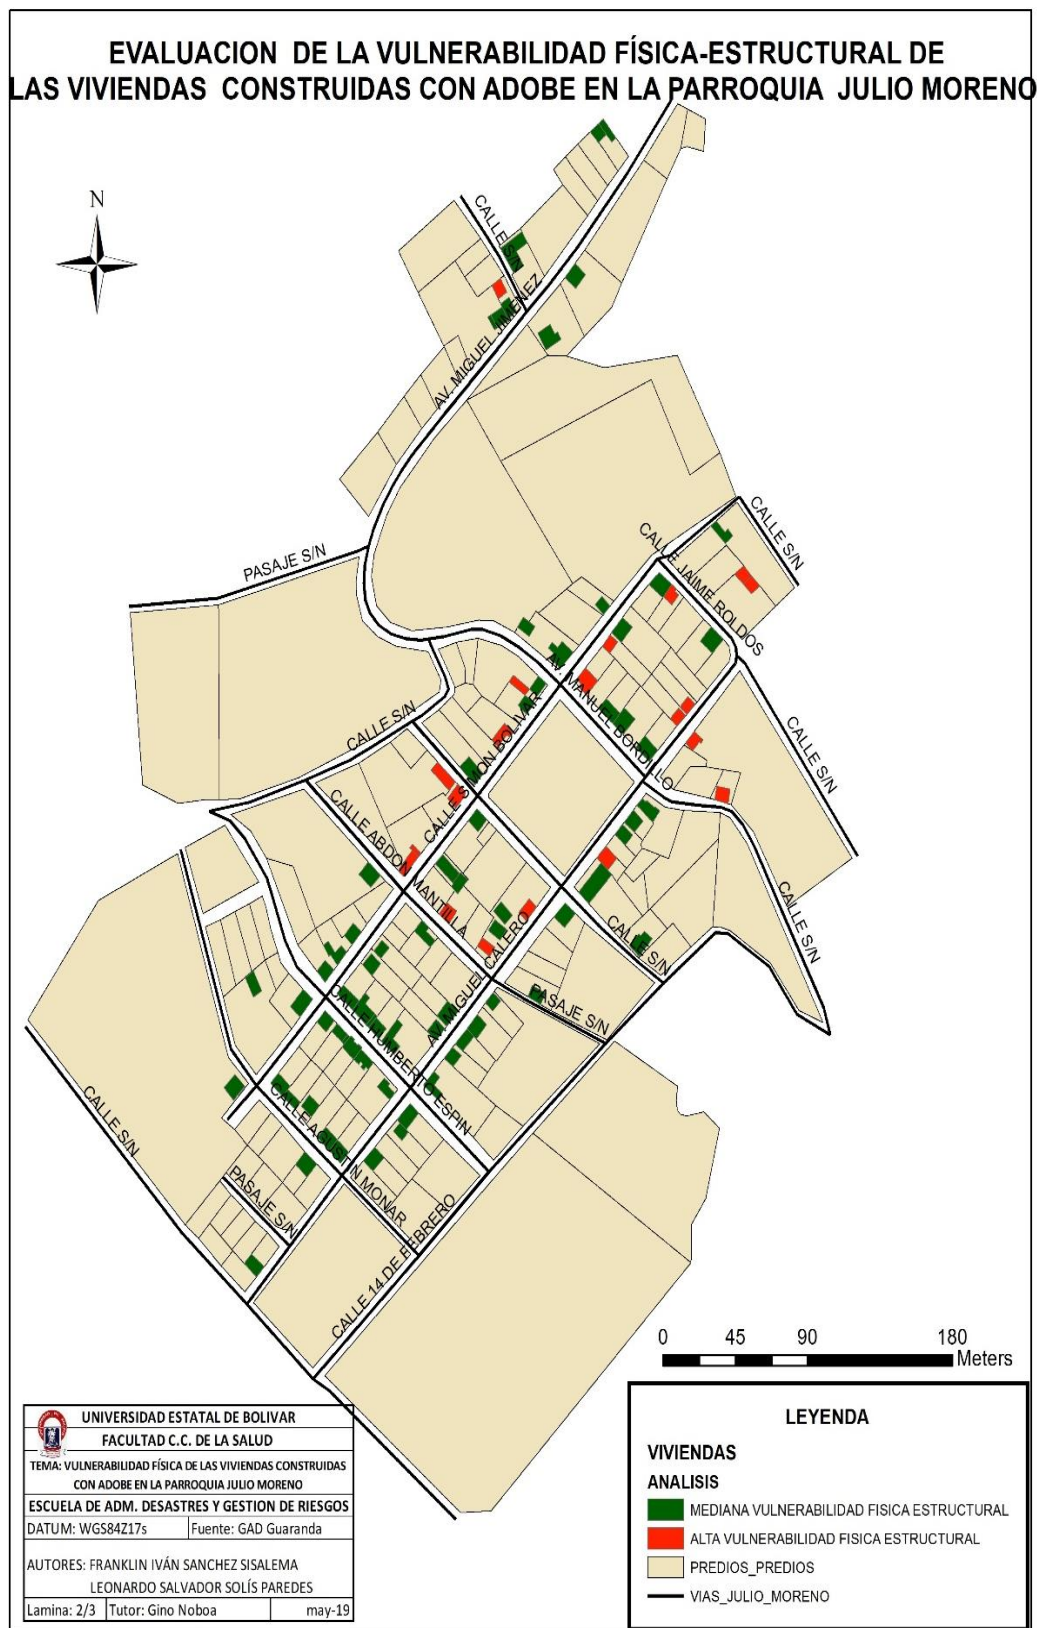 EVALUACION DE LA VULNERABILIDAD FÍSICA-ESTRUCTURAL DE
LAS VIVIENDAS CONSTRUIDAS CON ADOBE EN LA PARROQUIA JULIO MORENO
N
CALLE S/N
AV. MIGUEL JIMENEZ
PASAJE S/N
CALLE S/N
CALLE JAIME ROLDOS
AV. MANUEL BORDILLO
CALLE S/N
CALLE SIMON BOLIVAR
CALLE S/N
CALLE ABDON MANTILLA
CALLE S/N
CALLE S/N
AV. MIGUEL CALERO
PASAJE S/N
CALLE HUMBERTO ESPIN
CALLE S/N
CALLE AGUSTIN MONAR
PASAJE S/N
CALLE 14 DE FEBRERO
0 45 90 180
Meters
UNIVERSIDAD ESTATAL DE BOLIVAR
FACULTAD C.C. DE LA SALUD
TEMA: VULNERABILIDAD FÍSICA DE LAS VIVIENDAS CONSTRUIDAS
CON ADOBE EN LA PARROQUIA JULIO MORENO
ESCUELA DE ADM. DESASTRES Y GESTION DE RIESGOS
DATUM: WGS84Z17s Fuente: GAD Guaranda
AUTORES: FRANKLIN IVÁN SANCHEZ SISALEMA
LEONARDO SALVADOR SOLÍS PAREDES
Lamina: 2/3 Tutor: Gino Noboa may-19
LEYENDA
VIVIENDAS
ANALISIS
MEDIANA VULNERABILIDAD FISICA ESTRUCTURAL
ALTA VULNERABILIDAD FISICA ESTRUCTURAL
PREDIOS_PREDIOS
VIAS_JULIO_MORENO